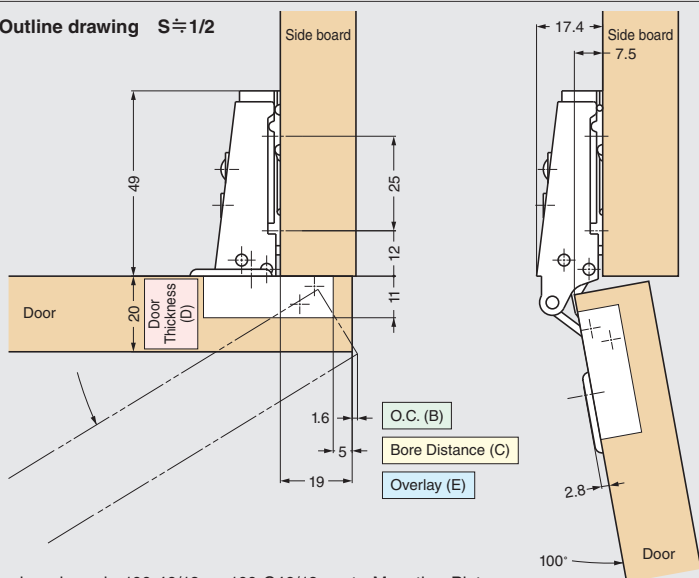 Outline drawing S≒1/2
Side board
17.4
Side board
7.5
49
25
12
11
Door
20
Door
Thickness
(D)
1.6
O.C. (B)
5
Bore Distance (C)
19
Overlay (E)
2.8
100°
Door